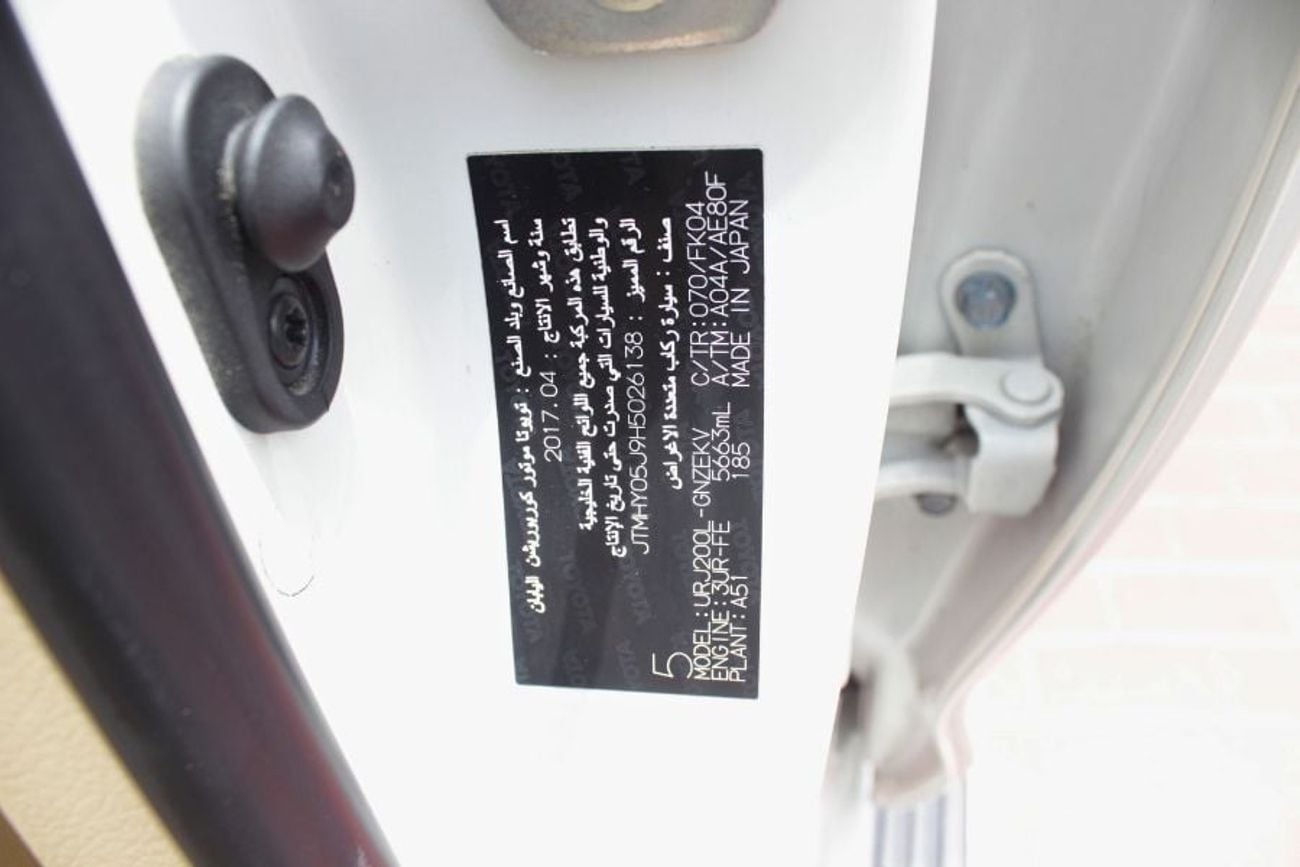 اسم الصانع وبلد الصنع : تويوتا موتور كوربوريشن اليابان
سنة وشهر الانتاج : 2017.04
تطابق هذه المركبة جميع اللوائح الفنية الخليجية
والوطنية للسيارات التي صدرت حتى تاريخ الإنتاج
الرقم المميز : JTMHY05J9H5026138
صنف : سيارة ركاب متعددة الاغراض
5
MODEL:URJ200L-GNZEKV C/TR:070/FK04
ENGINE:3UR-FE 5663mL A/TM:A04A/AE80F
PLANT:A51 185 MADE IN JAPAN